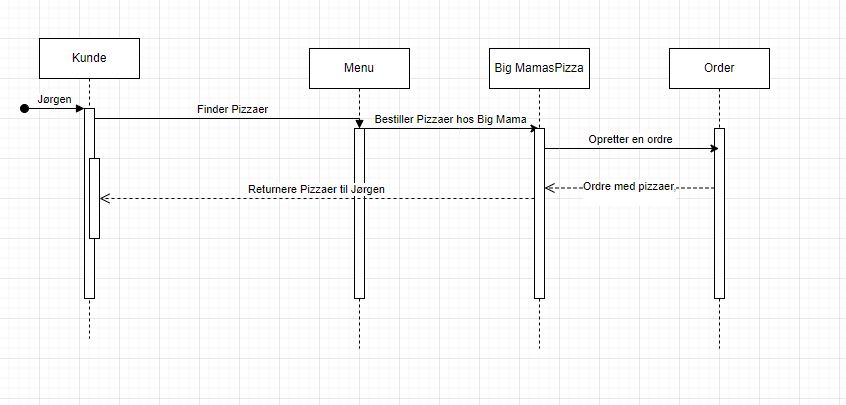 Kunde
Menu
Big MamasPizza
Order
Jørgen
Finder Pizzaer
Bestiller Pizzaer hos Big Mama
Opretter en ordre
Ordre med pizzaer,
Returnere Pizzaer til Jørgen